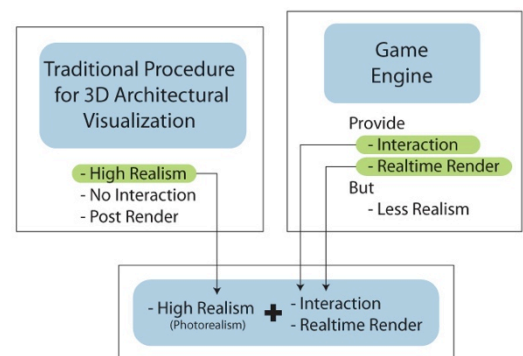 Traditional Procedure
for 3D Architectural
Visualization
- High Realism
- No Interaction
- Post Render
Game
Engine
Provide
- Interaction
- Realtime Render
But
- Less Realism
- High Realism
(Photorealism)
+
- Interaction
- Realtime Render